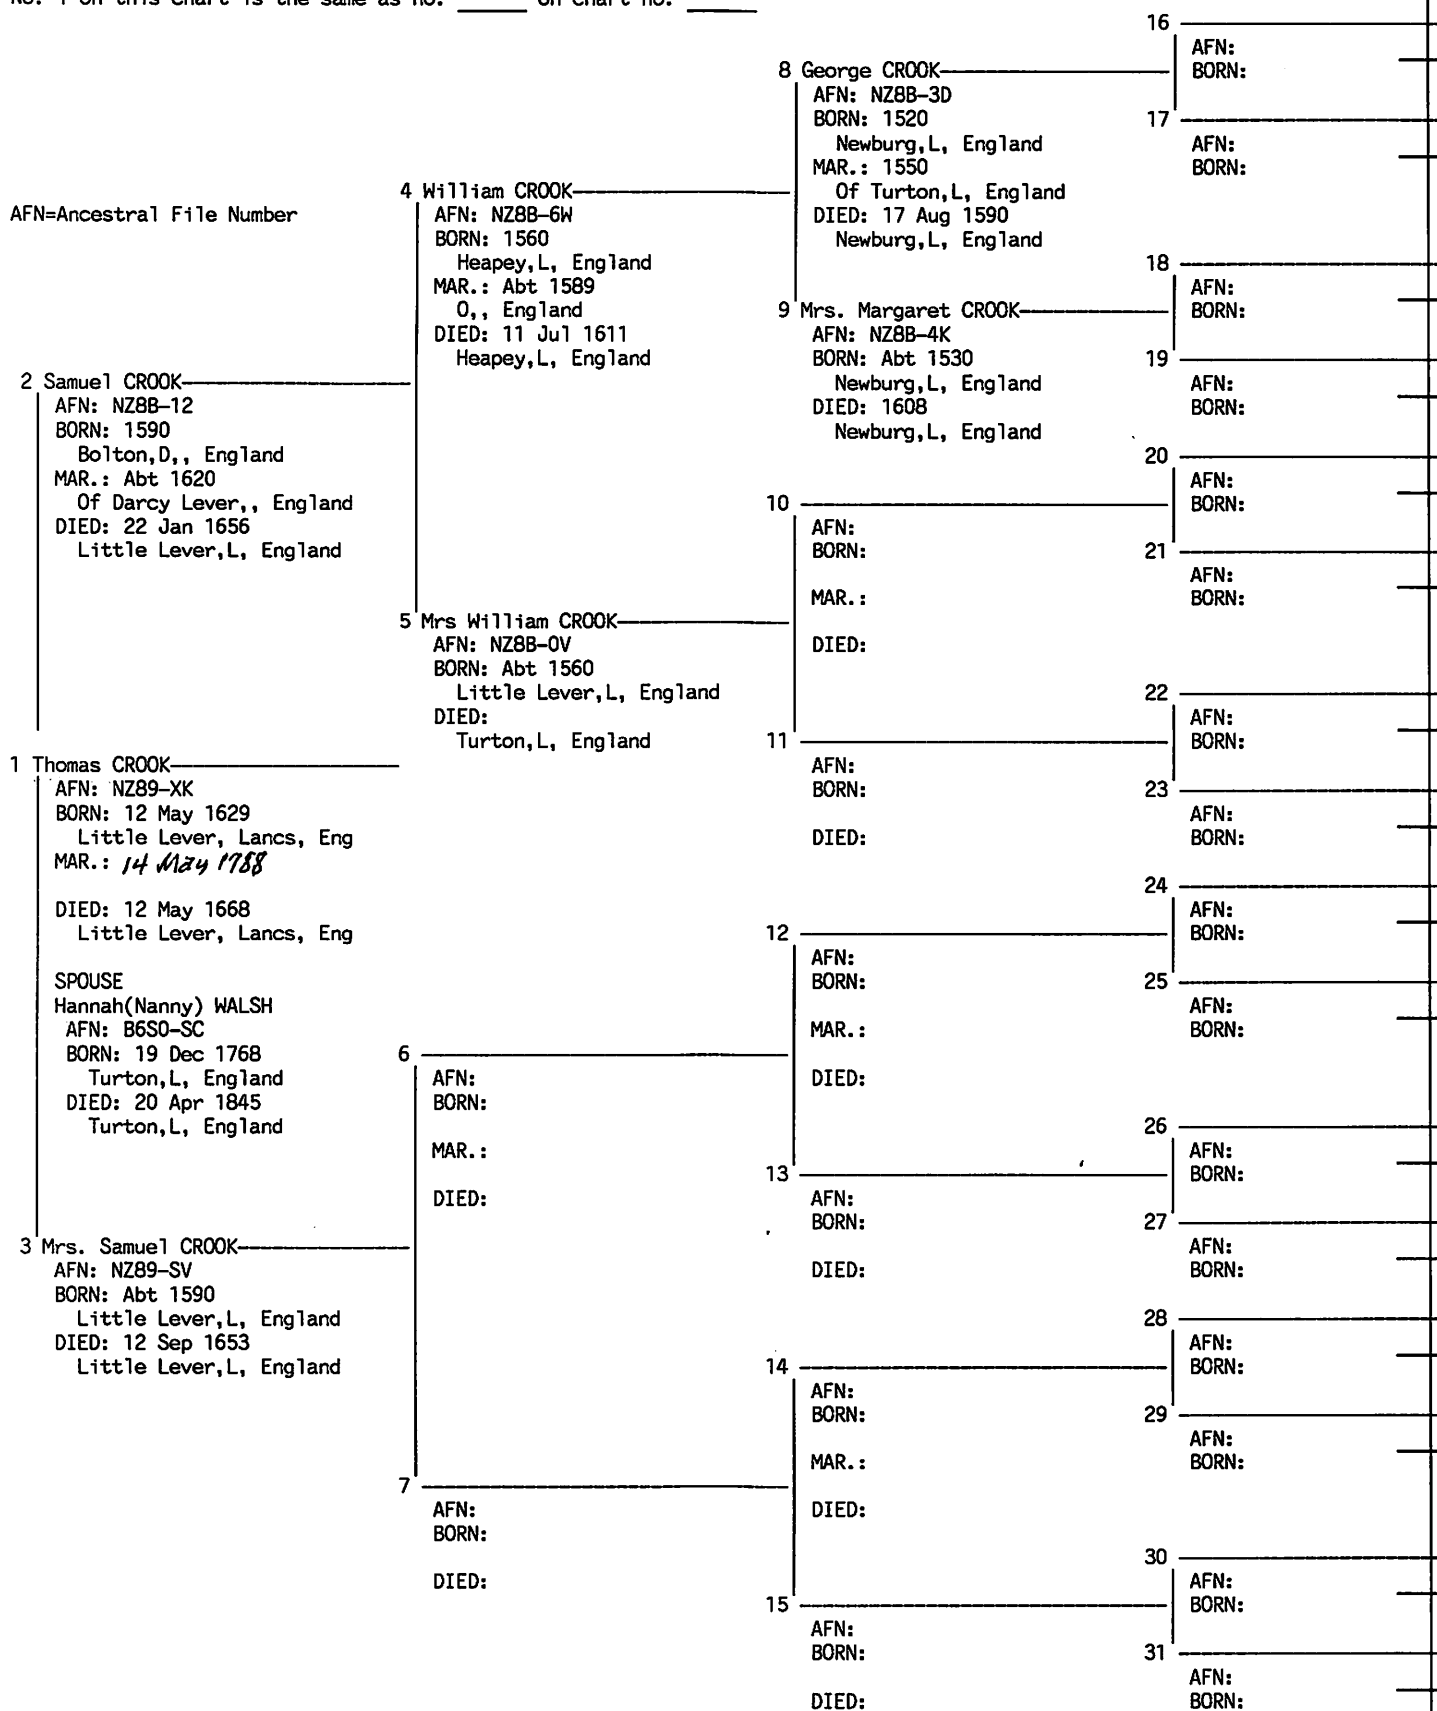 No. 1 on this chart is the same as no. ______ on chart no. ______
AFN=Ancestral File Number
1 Thomas CROOK
AFN: NZ89-XK
BORN: 12 May 1629
Little Lever, Lancs, Eng
MAR.: 14 May 1788
DIED: 12 May 1668
Little Lever, Lancs, Eng
SPOUSE
Hannah(Nanny) WALSH
AFN: B6S0-SC
BORN: 19 Dec 1768
Turton,L, England
DIED: 20 Apr 1845
Turton,L, England
2 Samuel CROOK
AFN: NZ8B-12
BORN: 1590
Bolton,D,, England
MAR.: Abt 1620
Of Darcy Lever,, England
DIED: 22 Jan 1656
Little Lever,L, England
3 Mrs. Samuel CROOK
AFN: NZ89-SV
BORN: Abt 1590
Little Lever,L, England
DIED: 12 Sep 1653
Little Lever,L, England
4 William CROOK
AFN: NZ8B-6W
BORN: 1560
Heapey,L, England
MAR.: Abt 1589
O,, England
DIED: 11 Jul 1611
Heapey,L, England
5 Mrs William CROOK
AFN: NZ8B-0V
BORN: Abt 1560
Little Lever,L, England
DIED:
Turton,L, England
6
AFN:
BORN:
MAR.:
DIED:
7
AFN:
BORN:
DIED:
8 George CROOK
AFN: NZ8B-3D
BORN: 1520
Newburg,L, England
MAR.: 1550
Of Turton,L, England
DIED: 17 Aug 1590
Newburg,L, England
9 Mrs. Margaret CROOK
AFN: NZ8B-4K
BORN: Abt 1530
Newburg,L, England
DIED: 1608
Newburg,L, England
10
AFN:
BORN:
MAR.:
DIED:
11
AFN:
BORN:
DIED:
12
AFN:
BORN:
MAR.:
DIED:
13
AFN:
BORN:
DIED:
14
AFN:
BORN:
MAR.:
DIED:
15
AFN:
BORN:
DIED:
16
AFN:
BORN:
17
AFN:
BORN:
18
AFN:
BORN:
19
AFN:
BORN:
20
AFN:
BORN:
21
AFN:
BORN:
22
AFN:
BORN:
23
AFN:
BORN:
24
AFN:
BORN:
25
AFN:
BORN:
26
AFN:
BORN:
27
AFN:
BORN:
28
AFN:
BORN:
29
AFN:
BORN:
30
AFN:
BORN:
31
AFN:
BORN: